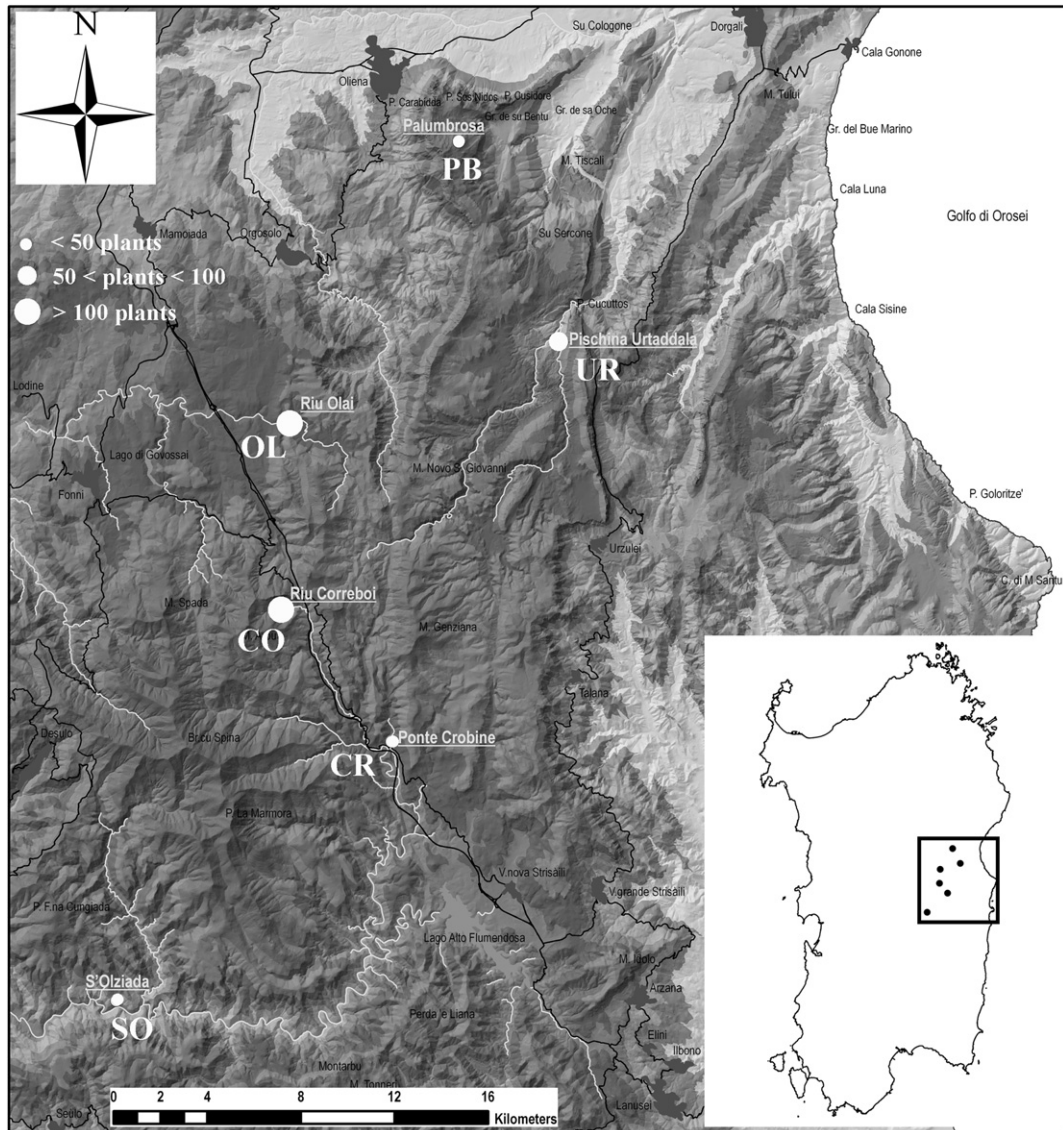 N
Su Cologone
Dorgali
Cala Gonone
Oliena
P. Carabidda
P. Sos Nidos
P. Cusidore
M. Tului
Gr. de su Bentu
Gr. de sa Oche
Palumbrosa
PB
Gr. del Bue Marino
M. Tiscali
Cala Luna
Golfo di Orosei
Mamoiada
Orgosolo
Su Sercone
< 50 plants
50 < plants < 100
> 100 plants
P. Cucuttos
Cala Sisine
Pischina Urtaddala
UR
Lodine
Riu Olai
OL
Lago di Govossai
M. Novo S. Giovanni
Fonni
P. Goloritze'
Urzulei
C. di M Santu
Riu Correboi
M. Spada
CO
M. Genziana
Talana
Desulo
Br.cu Spina
Ponte Crobine
CR
P. La Marmora
V.nova Strisaili
V.grande Strisaili
P. F.na Cungiada
Lago Alto Flumendosa
M. Idolo
S'Olziada
Arzana
SO
Perda 'e Liana
Elini
Ilbono
Montarbu
M. Tonneri
0 2 4 8 12 16
Kilometers
Seulo
Lanusei